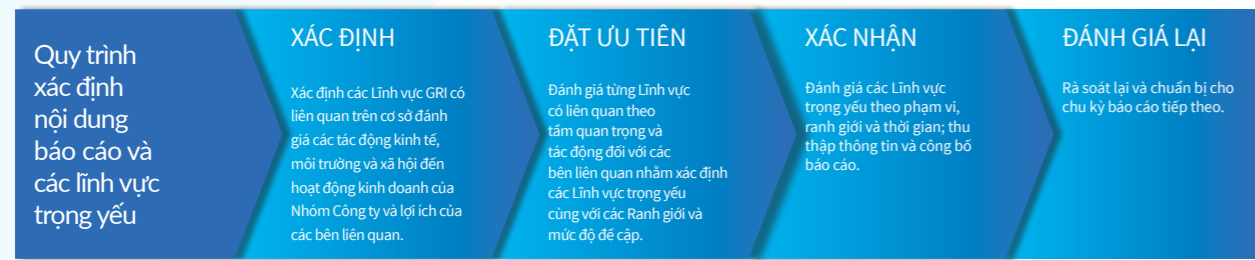 Quy trình
xác định
nội dung
báo cáo và
các lĩnh vực
trọng yếu
XÁC ĐỊNH
Xác định các Lĩnh vực GRI có
liên quan trên cơ sở đánh
giá các tác động kinh tế,
môi trường và xã hội đến
hoạt động kinh doanh của
Nhóm Công ty và lợi ích của
các bên liên quan.
ĐẶT ƯU TIÊN
Đánh giá từng Lĩnh vực
có liên quan theo
tầm quan trọng và
tác động đối với các
bên liên quan nhằm xác định
các Lĩnh vực trọng yếu
cùng với các Ranh giới và
mức độ đề cập.
XÁC NHẬN
Đánh giá các Lĩnh vực
trọng yếu theo phạm vi,
ranh giới và thời gian; thu
thập thông tin và công bố
báo cáo.
ĐÁNH GIÁ LẠI
Rà soát lại và chuẩn bị cho
chu kỳ báo cáo tiếp theo.